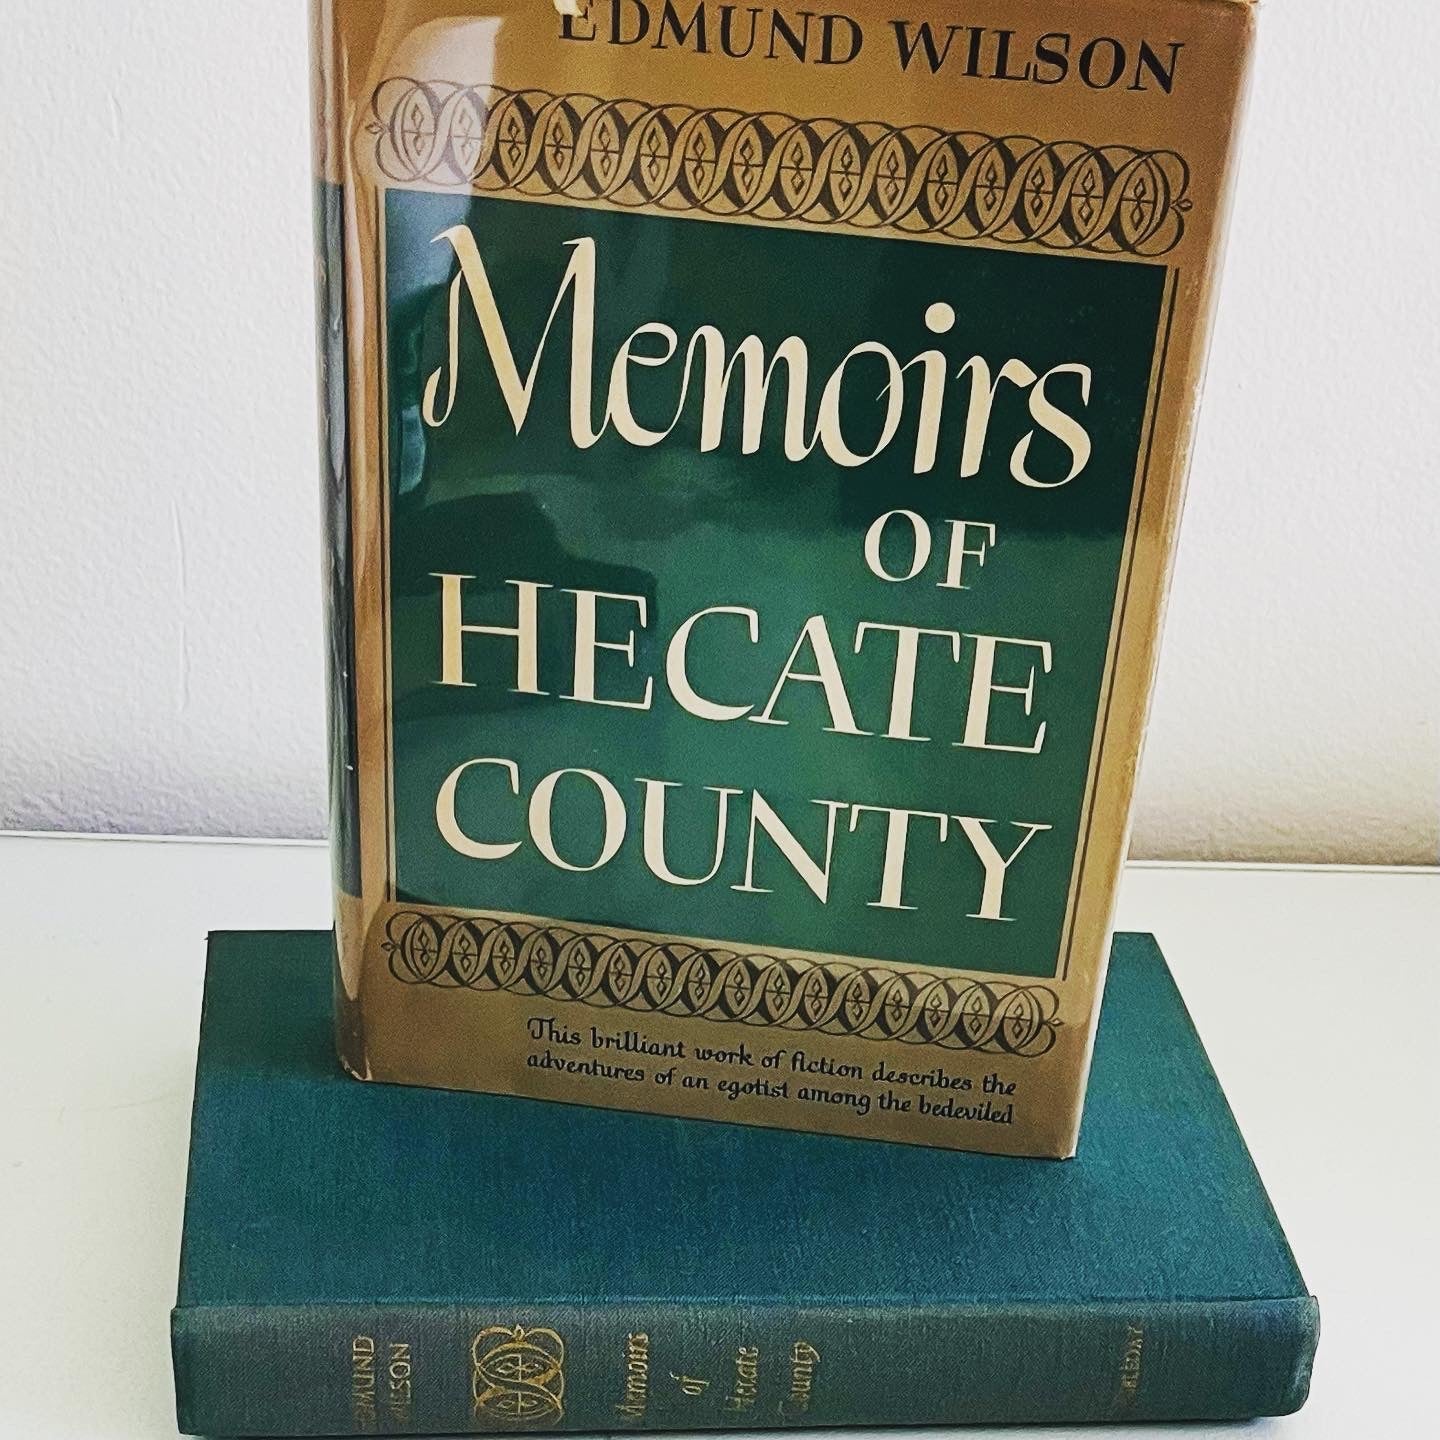 EDMUND WILSON
Memoirs
OF
HECATE
COUNTY
This brilliant work of fiction describes the
adventures of an egotist among the bedeviled
EDMUND
WILSON
Memoirs
of
Hecate
County